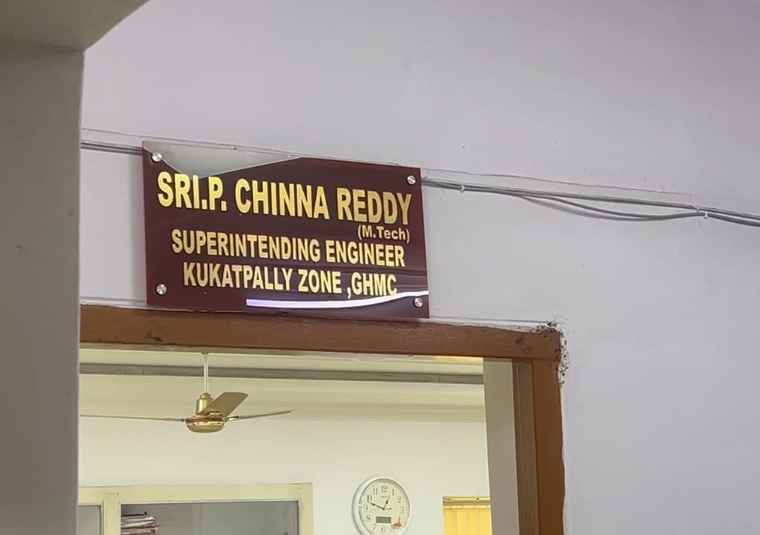 SRI.P. CHINNA REDDY
(M.Tech)
SUPERINTENDING ENGINEER
KUKATPALLY ZONE ,GHMC